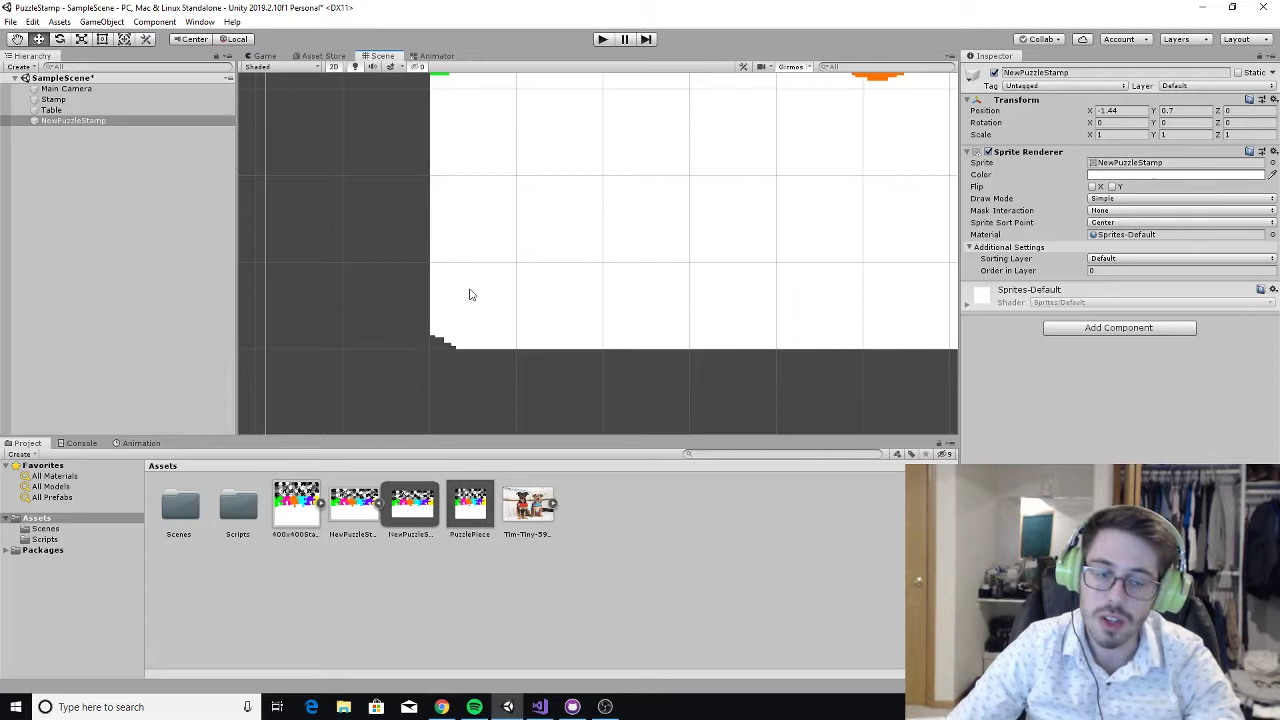 PuzzleStamp - SampleScene - PC, Mac & Linux Standalone - Unity 2019.2.10f1 Personal* <DX11>
File Edit Assets GameObject Component Window Help
Center Local Collab Account Layers Layout
Hierarchy Game Asset Store Scene Animator Inspector
Create All Shaded 2D 0 Gizmos All NewPuzzleStamp Static
SampleScene* Tag Untagged Layer Default
Main Camera
Stamp Transform
Table Position X -1.44 Y 0.7 Z 0
NewPuzzleStamp Rotation X 0 Y 0 Z 0
Scale X 1 Y 1 Z 1
Sprite Renderer
Sprite NewPuzzleStamp
Color
Flip X Y
Draw Mode Simple
Mask Interaction None
Sprite Sort Point Center
Material Sprites-Default
Additional Settings
Sorting Layer Default
Order in Layer 0
Sprites-Default
Shader Sprites/Default
Add Component
Project Console Animation
Create 9
Favorites Assets
All Materials
All Models
All Prefabs
Assets
Scenes
Scripts
Packages
Scenes Scripts 400x400Sta... NewPuzzleSt... NewPuzzleS... PuzzlePiece Tim-Tiny-59...
Type here to search